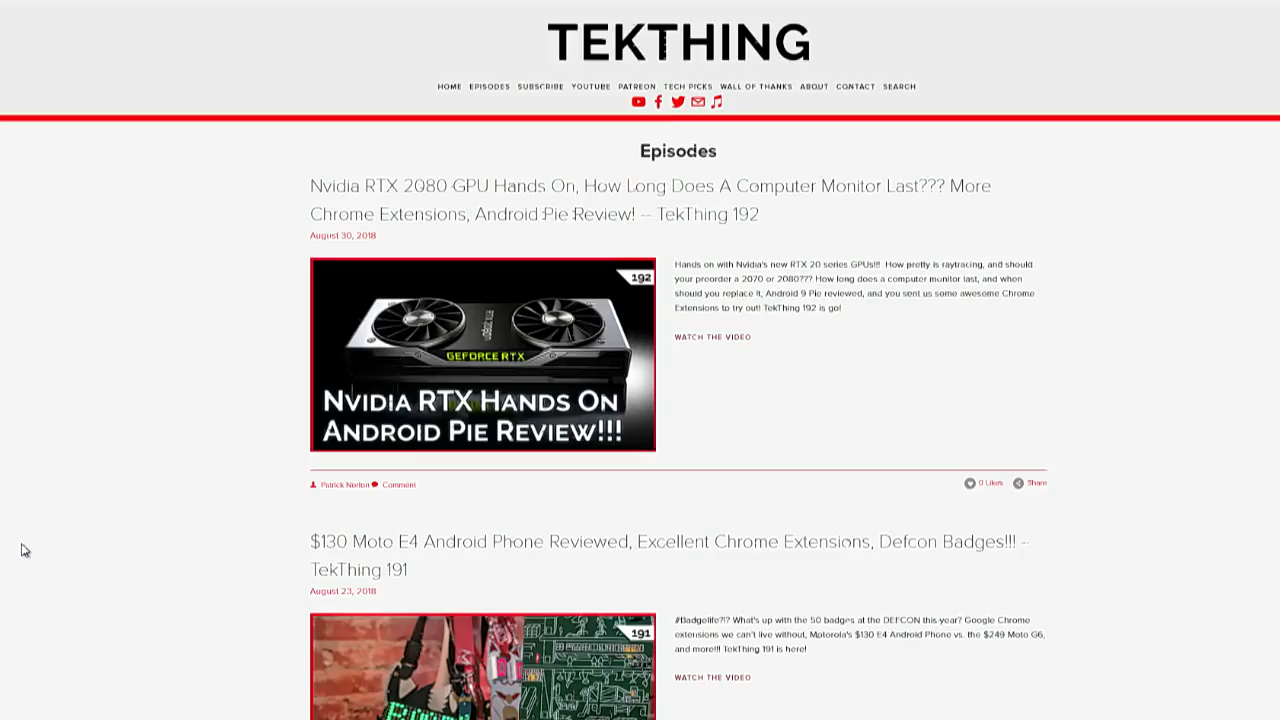 TEKTHING
HOME EPISODES SUBSCRIBE YOUTUBE PATREON TECH PICKS WALL OF THANKS ABOUT CONTACT SEARCH
Episodes
Nvidia RTX 2080 GPU Hands On, How Long Does A Computer Monitor Last??? More
Chrome Extensions, Android Pie Review! -- TekThing 192
August 30, 2018
192
GEFORCE RTX
NVIDIA RTX HANDS ON
ANDROID PIE REVIEW!!!
Hands on with Nvidia's new RTX 20 series GPUs!!! How pretty is raytracing, and should
your preorder a 2070 or 2080??? How long does a computer monitor last, and when
should you replace it, Android 9 Pie reviewed, and you sent us some awesome Chrome
Extensions to try out! TekThing 192 is go!
WATCH THE VIDEO
Patrick Norton Comment
0 Likes Share
$130 Moto E4 Android Phone Reviewed, Excellent Chrome Extensions, Defcon Badges!!! --
TekThing 191
August 23, 2018
191
#Badgelife?!? What's up with the 50 badges at the DEFCON this year? Google Chrome
extensions we can't live without, Motorola's $130 E4 Android Phone vs. the $249 Moto G6,
and more!!! TekThing 191 is here!
WATCH THE VIDEO